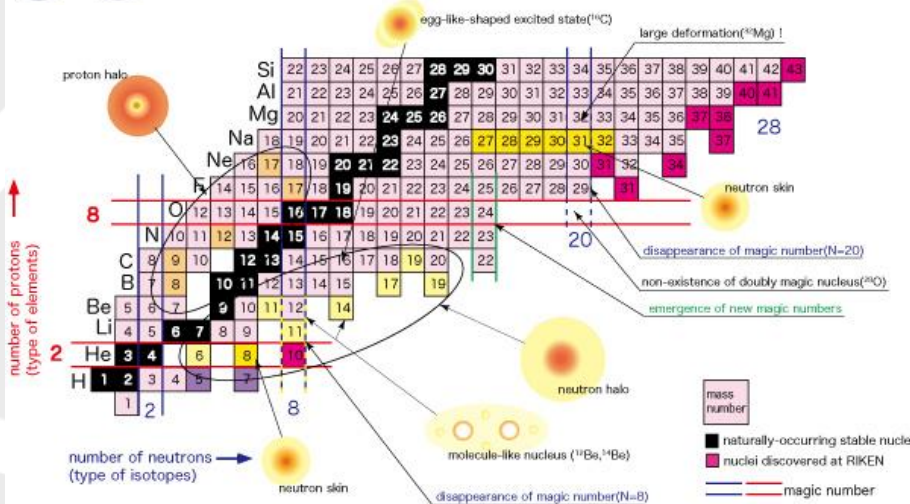 egg-like-shaped excited state(¹⁶C)
large deformation(³²Mg) !
proton halo
Si 22 23 24 25 26 27 28 29 30 31 32 33 34 35 36 37 38 39 40 41 42 43
Al 21 22 23 24 25 26 27 28 29 30 31 32 33 34 35 36 37 38 39 40 41
Mg 20 21 22 23 24 25 26 27 28 29 30 31 32 33 34 35 36 37 38
28
Na 18 19 20 21 22 23 24 25 26 27 28 29 30 31 32 33 34 35 37
Ne 16 17 18 19 20 21 22 23 24 25 26 27 28 29 30 31 32 34
F 14 15 16 17 18 19 20 21 22 23 24 25 26 27 28 29 31
neutron skin
8
O 12 13 14 15 16 17 18 19 20 21 22 23 24
N 10 11 12 13 14 15 16 17 18 19 20 21 22 23
20
disappearance of magic number(N=20)
C 8 9 10 12 13 14 15 16 17 18 19 20 22
B 7 8 10 11 12 13 14 15 17 19
non-existence of doubly magic nucleus(²⁸O)
Be 5 6 7 9 10 11 12 14
emergence of new magic numbers
Li 4 5 6 7 8 9 11
2
He 3 4 6 8 10
H 1 2 3 4 5 7
1
2
8
number of protons
(type of elements)
neutron halo
mass
number
naturally-occurring stable nucle
nuclei discovered at RIKEN
magic number
number of neutrons
(type of isotopes)
molecule-like nucleus (¹²Be,¹⁴Be)
neutron skin
disappearance of magic number(N=8)